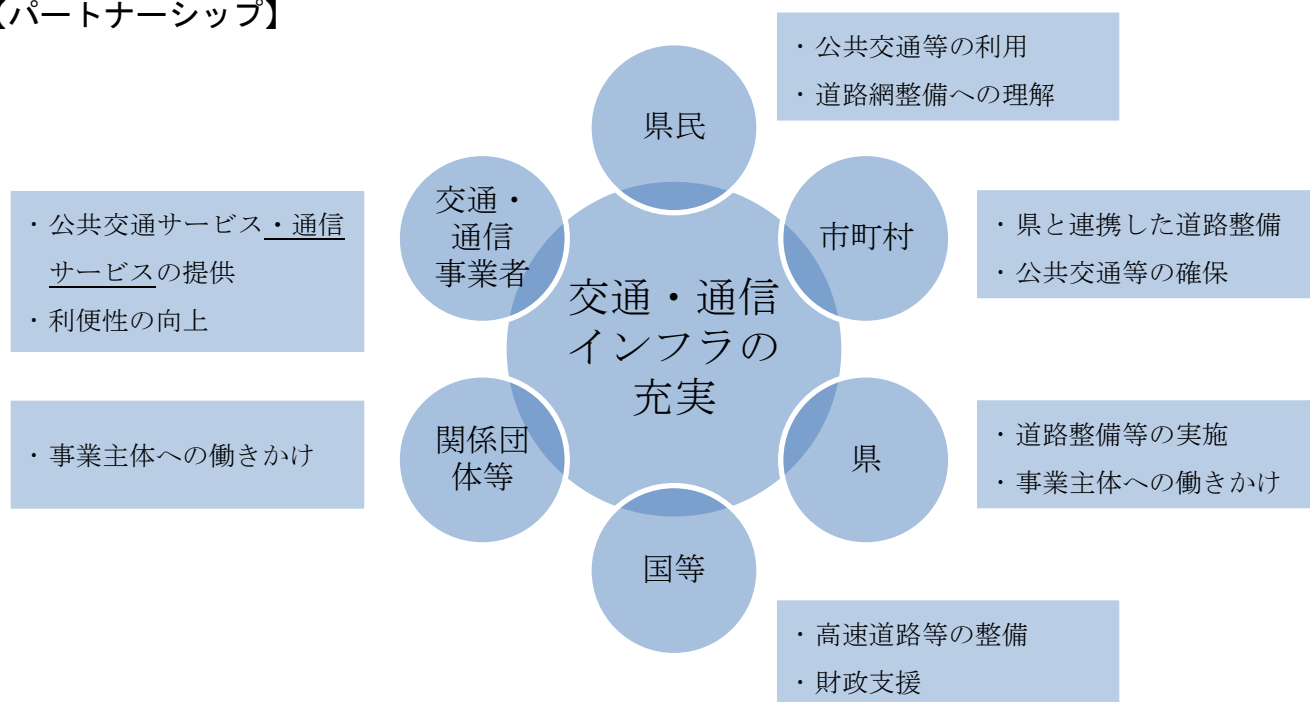 【パートナーシップ】
・公共交通等の利用
・道路網整備への理解
県民
交通・
通信
事業者
市町村
・公共交通サービス・通信
サービスの提供
・利便性の向上
・県と連携した道路整備
・公共交通等の確保
交通・通信
インフラの
充実
・事業主体への働きかけ
関係団
体等
県
・道路整備等の実施
・事業主体への働きかけ
国等
・高速道路等の整備
・財政支援